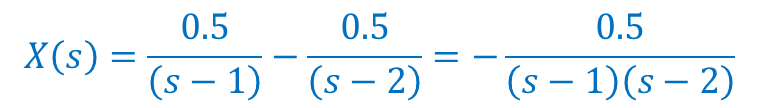 X(s) = 0.5/(s − 1) − 0.5/(s − 2) = − 0.5/(s − 1)(s − 2)